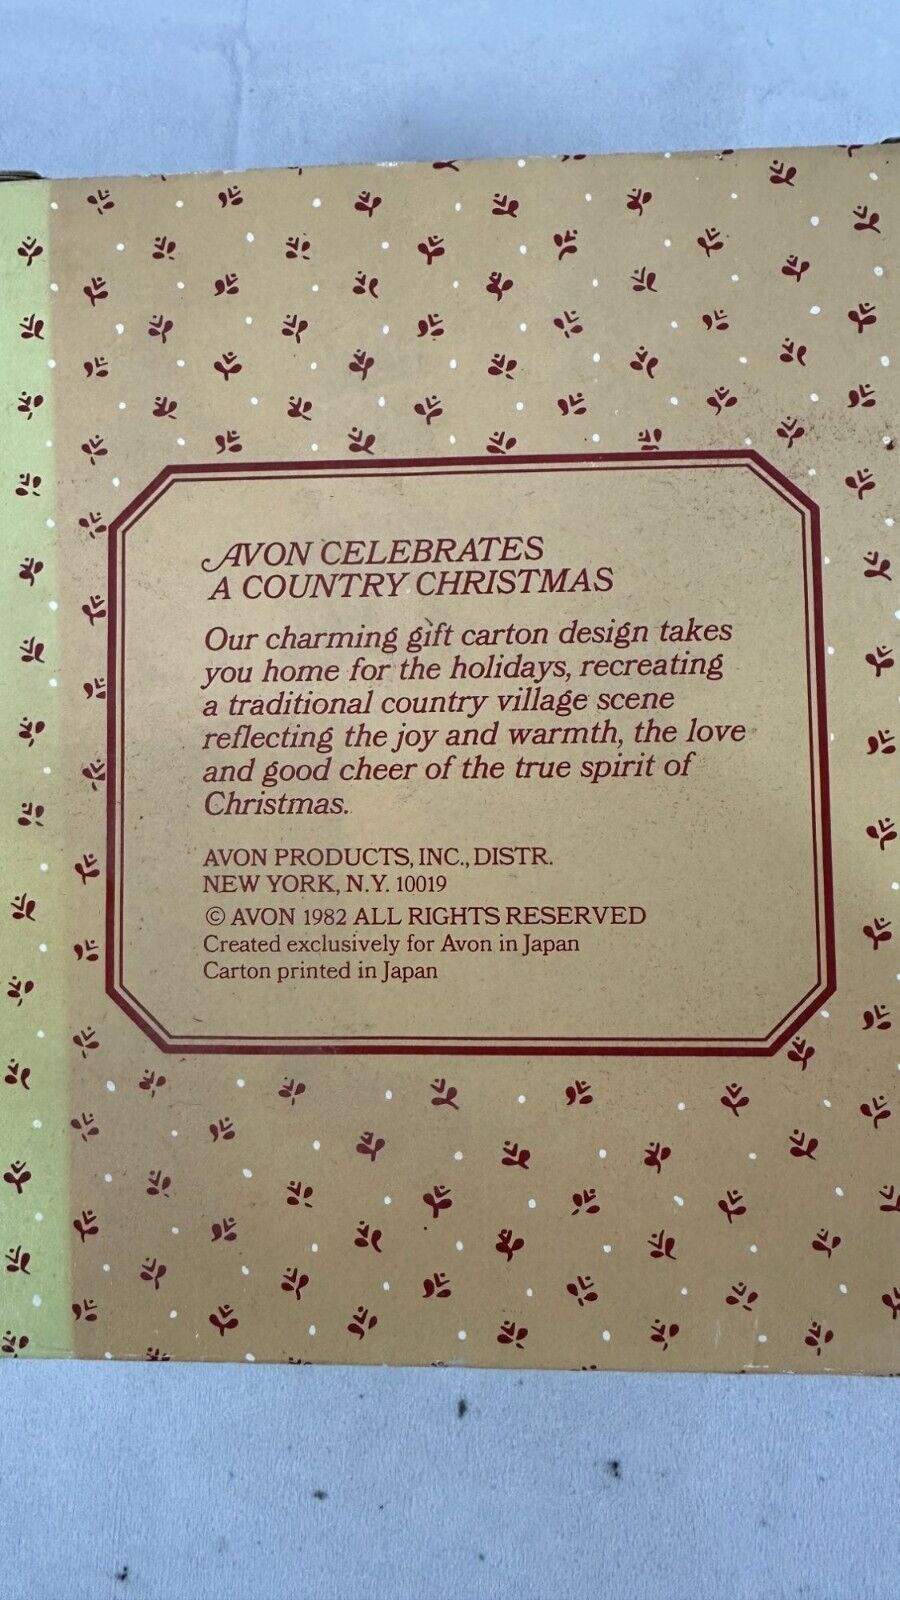 AVON CELEBRATES
A COUNTRY CHRISTMAS
Our charming gift carton design takes
you home for the holidays, recreating
a traditional country village scene
reflecting the joy and warmth, the love
and good cheer of the true spirit of
Christmas.
AVON PRODUCTS, INC., DISTR.
NEW YORK, N.Y. 10019
© AVON 1982 ALL RIGHTS RESERVED
Created exclusively for Avon in Japan
Carton printed in Japan